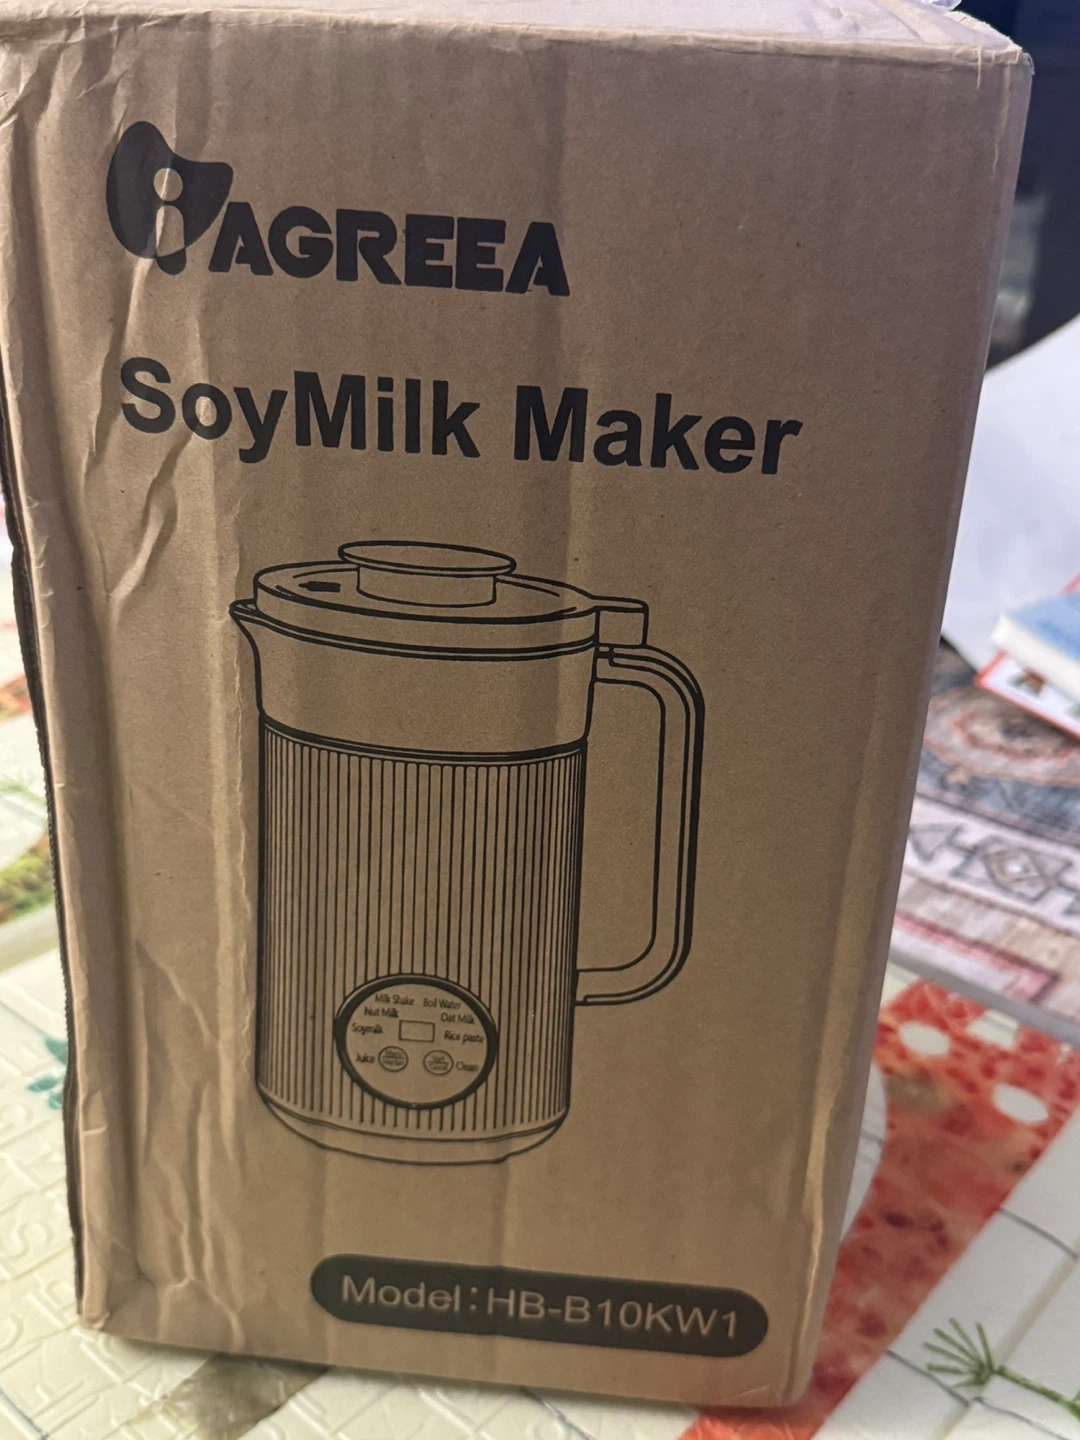 iAGREEA
SoyMilk Maker
Milk Shake Boil Water
Nut Milk Oat Milk
Soymilk Rice paste
Juice Clean
Model:HB-B10KW1